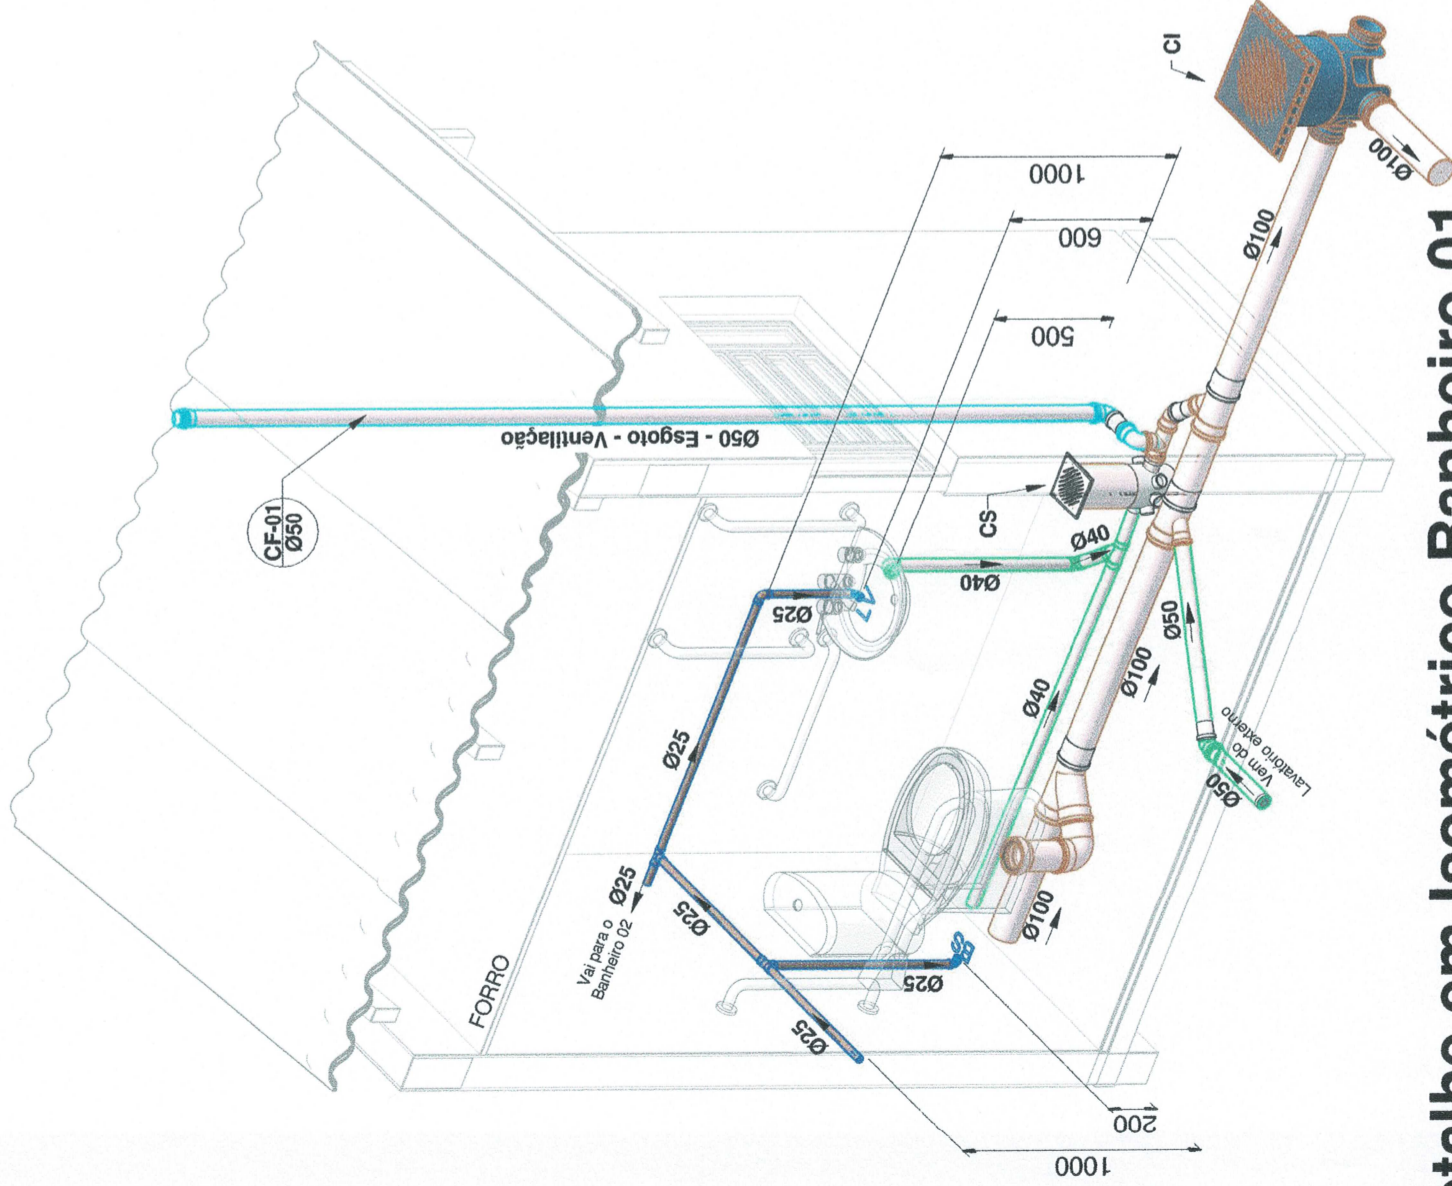 CI
Ø100
1000
600
Ø100
500
Ø50 - Esgoto - Ventilação
CF-01
Ø50
CS
Ø40
Ø40
Ø25
Ø50
Ø100
Ø40
Ø25
Vem do
Lavatório externo
Ø50
Ø25
Vai para o
Banheiro 02
Ø25
Ø100
FORRO
Ø25
Ø25
200
1000
Isométrico Banheiro 01